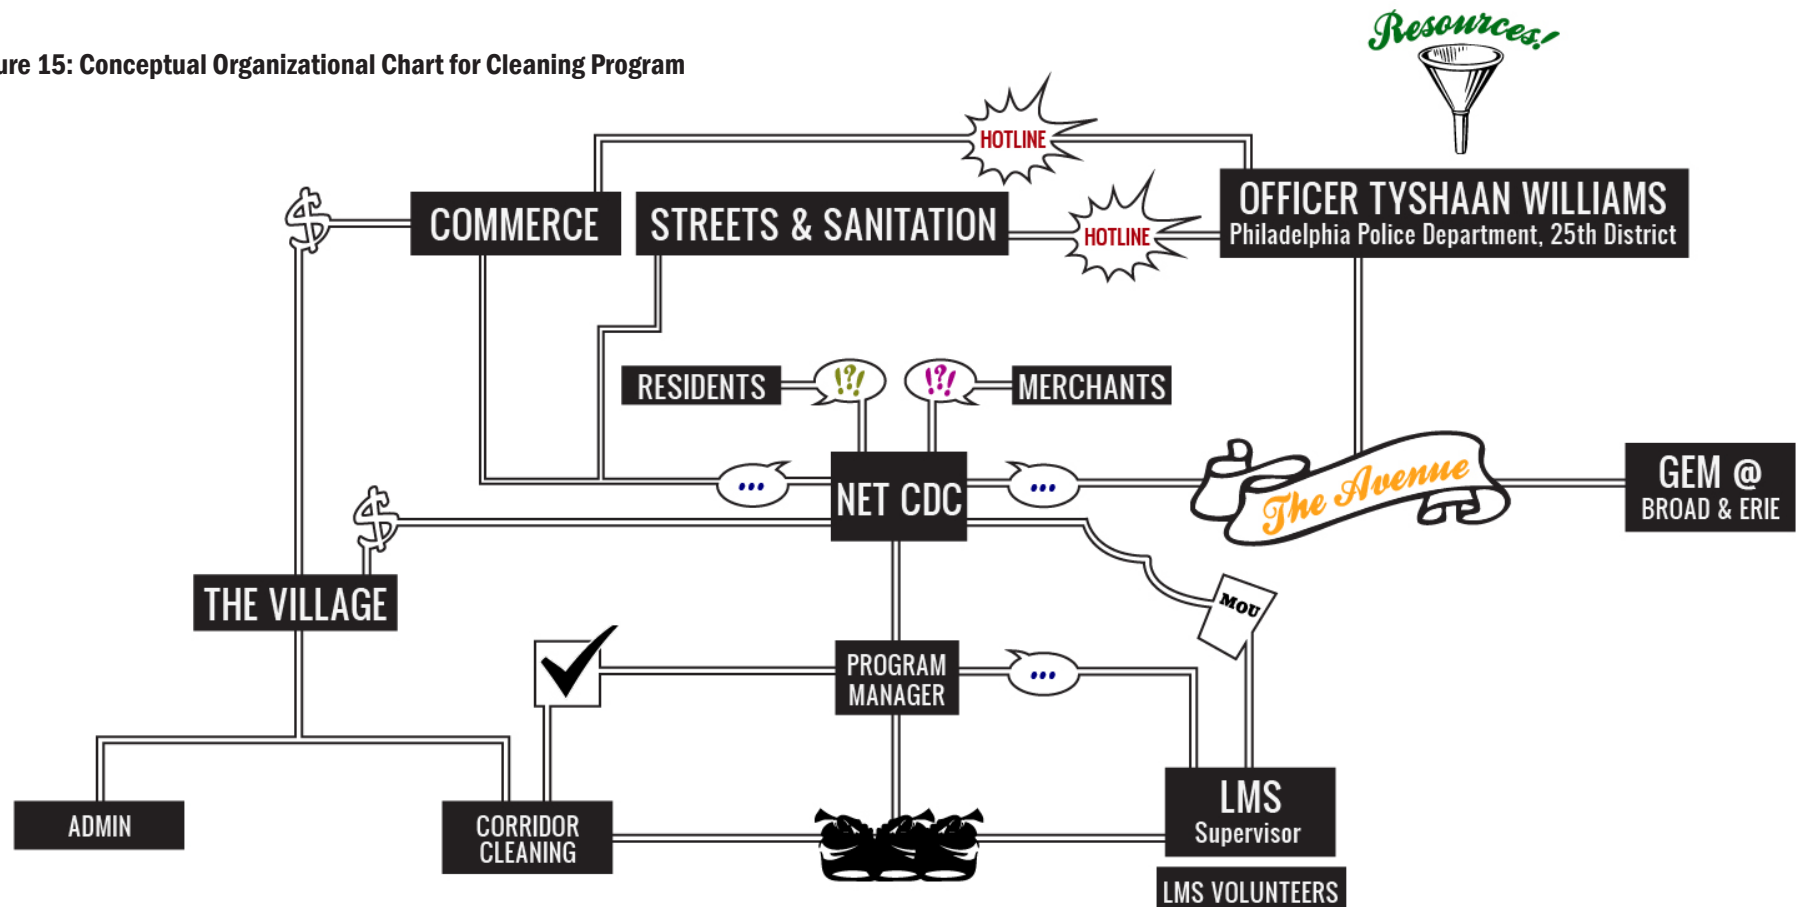 Resources!
ure 15: Conceptual Organizational Chart for Cleaning Program
HOTLINE
COMMERCE
STREETS & SANITATION
HOTLINE
OFFICER TYSHAAN WILLIAMS
Philadelphia Police Department, 25th District
$
RESIDENTS
!?!
!?!
MERCHANTS
...
NET CDC
...
The Avenue
GEM @
BROAD & ERIE
$
THE VILLAGE
MOU
PROGRAM
MANAGER
...
ADMIN
CORRIDOR
CLEANING
LMS
Supervisor
LMS VOLUNTEERS